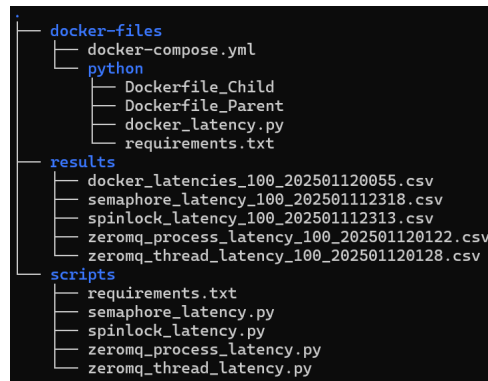 .
├── docker-files
│   ├── docker-compose.yml
│   └── python
│       ├── Dockerfile_Child
│       ├── Dockerfile_Parent
│       ├── docker_latency.py
│       └── requirements.txt
├── results
│   ├── docker_latencies_100_202501120055.csv
│   ├── semaphore_latency_100_202501112318.csv
│   ├── spinlock_latency_100_202501112313.csv
│   ├── zeromq_process_latency_100_202501120122.csv
│   └── zeromq_thread_latency_100_202501120128.csv
└── scripts
    ├── requirements.txt
    ├── semaphore_latency.py
    ├── spinlock_latency.py
    ├── zeromq_process_latency.py
    └── zeromq_thread_latency.py